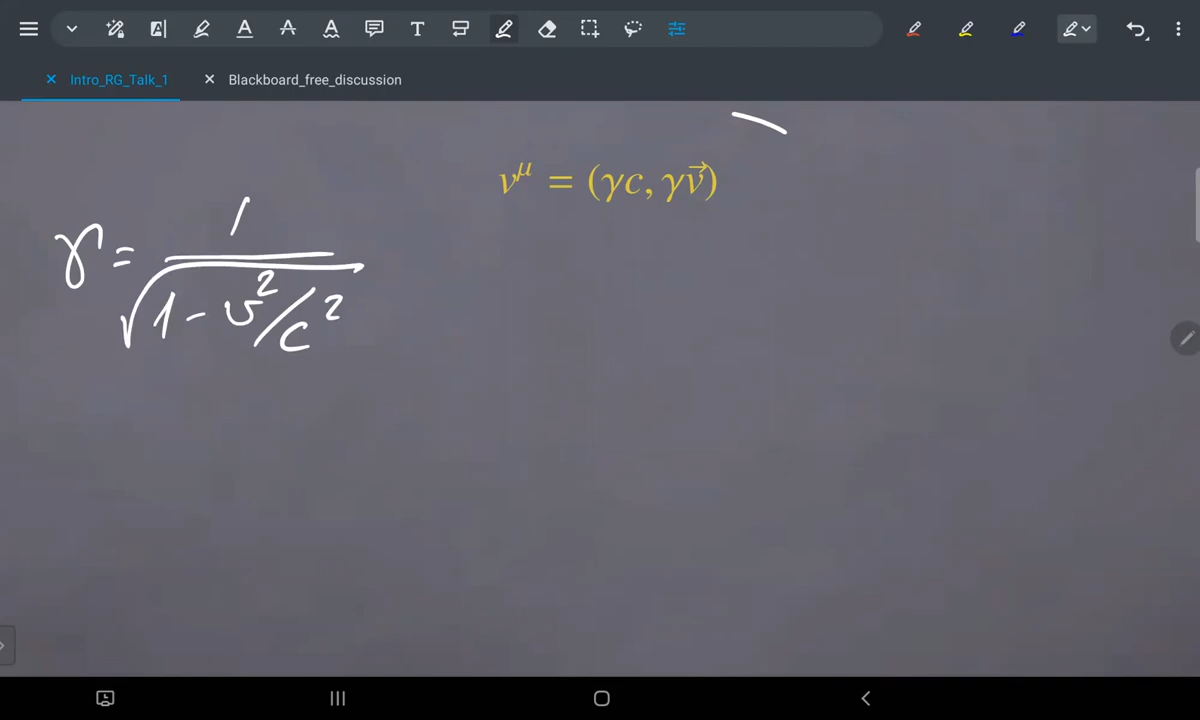 Intro_RG_Talk_1
Blackboard_free_discussion
v^μ = (γc, γv⃗)
γ = 1 / √(1 - v²/c²)